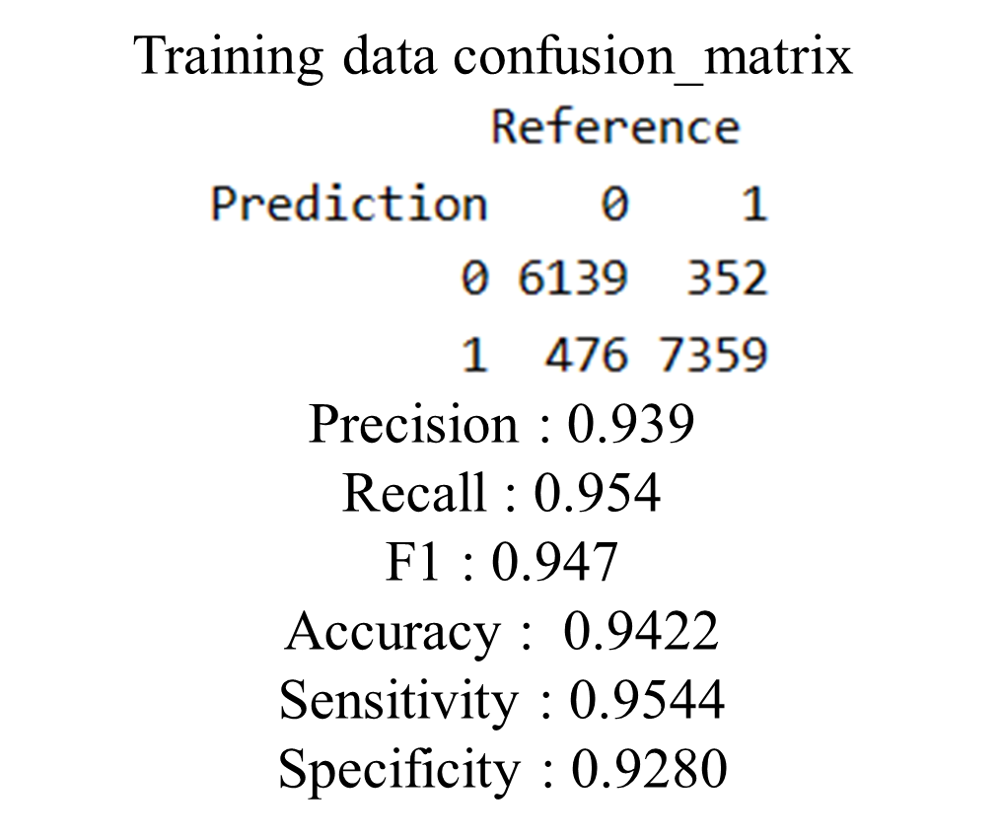 Training data confusion_matrix
Reference
Prediction 0 1
0 6139 352
1 476 7359
Precision : 0.939
Recall : 0.954
F1 : 0.947
Accuracy : 0.9422
Sensitivity : 0.9544
Specificity : 0.9280